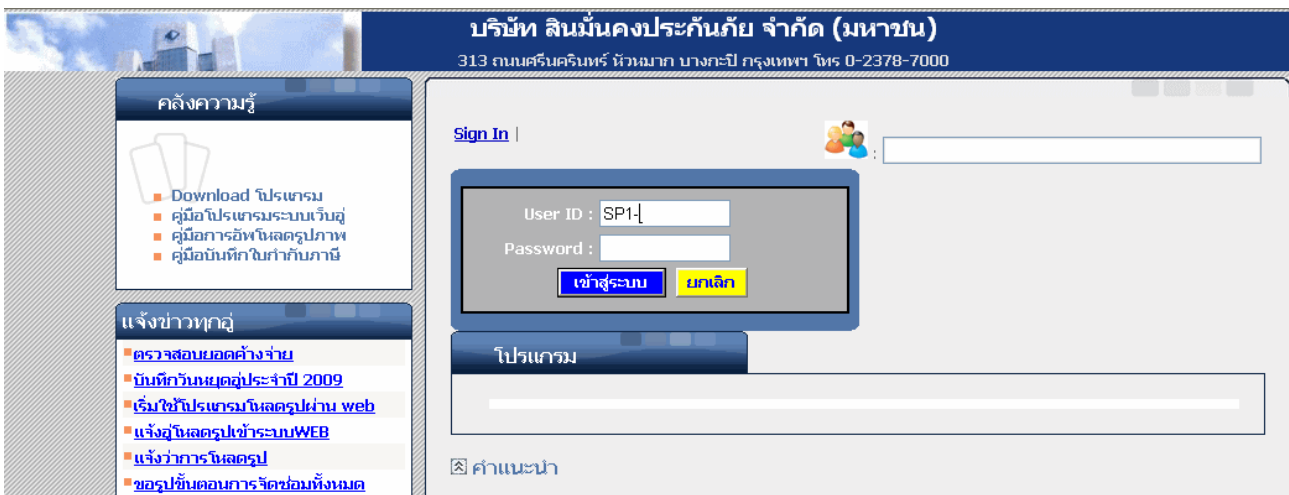 บริษัท สินมั่นคงประกันภัย จำกัด (มหาชน)
313 ถนนศรีนครินทร์ หัวหมาก บางกะปิ กรุงเทพฯ โทร 0-2378-7000
คลังความรู้
Download โปรแกรม
คู่มือโปรแกรมระบบเว็บอู่
คู่มือการอัพโหลดรูปภาพ
คู่มือบันทึกใบกำกับภาษี
แจ้งข่าวทุกอู่
ตรวจสอบยอดค้างจ่าย
บันทึกวันหยุดอู่ประจำปี 2009
เริ่มใช้โปรแกรมโหลดรูปผ่าน web
แจ้งอู่โหลดรูปเข้าระบบWEB
แจ้งว่าการโหลดรูป
ขอรูปขั้นตอนการจัดซ่อมทั้งหมด
Sign In |
:
User ID : SP1-
Password :
เข้าสู่ระบบ ยกเลิก
โปรแกรม
คำแนะนำ